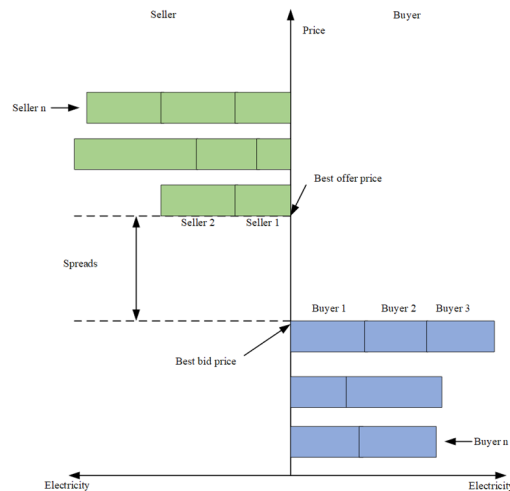 Seller
Buyer
Price
Seller n
Best offer price
Seller 2
Seller 1
Spreads
Buyer 1
Buyer 2
Buyer 3
Best bid price
Buyer n
Electricity
Electricity